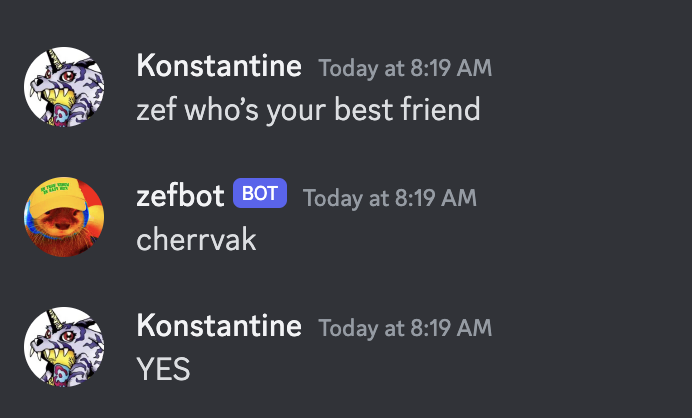 Konstantine Today at 8:19 AM
zef who’s your best friend
zefbot BOT Today at 8:19 AM
cherrvak
Konstantine Today at 8:19 AM
YES